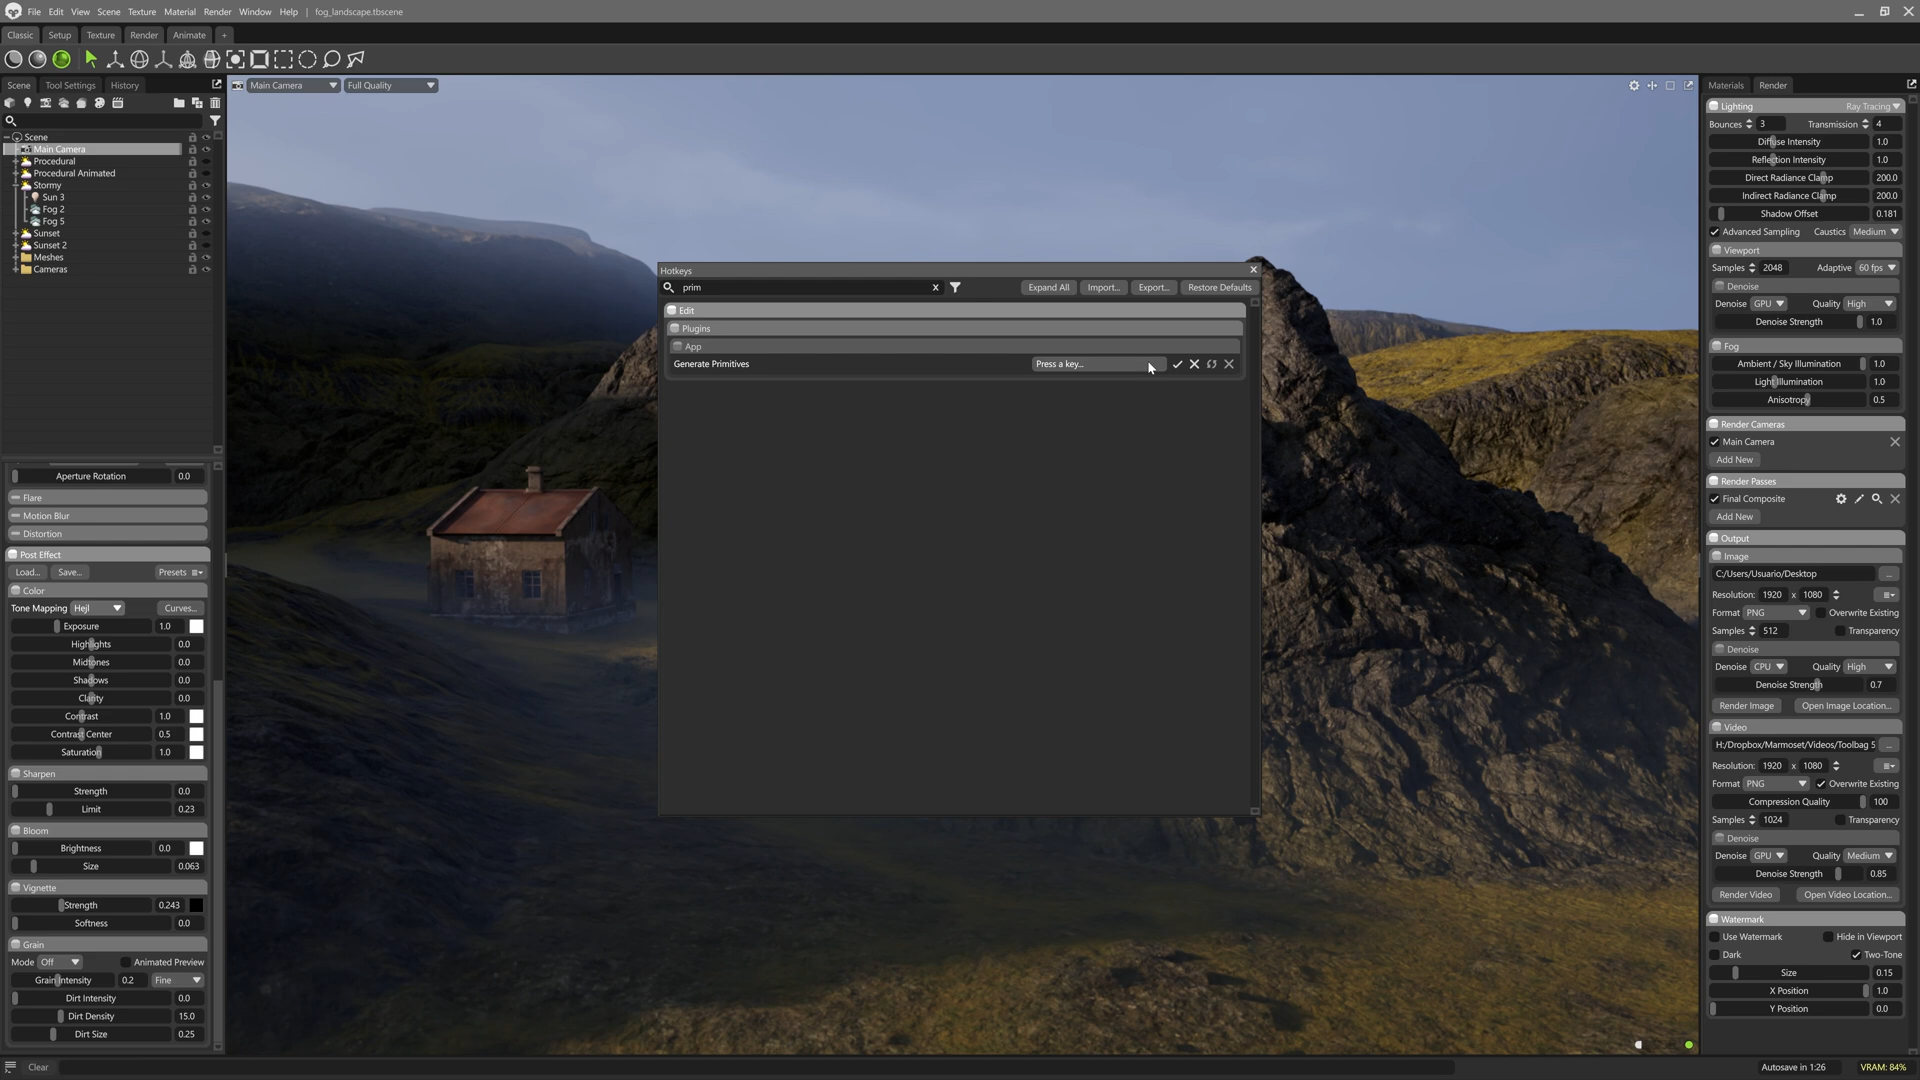 File Edit View Scene Texture Material Render Window Help fog_landscape.tbscene
Classic Setup Texture Render Animate +
Scene Tool Settings History
Main Camera Full Quality
Scene
Main Camera
Procedural
Procedural Animated
Stormy
Sun 3
Fog 2
Fog 5
Sunset
Sunset 2
Meshes
Cameras
Aperture Rotation 0.0
Flare
Motion Blur
Distortion
Post Effect
Load... Save... Presets
Color
Tone Mapping Hejl Curves...
Exposure 1.0
Highlights 0.0
Midtones 0.0
Shadows 0.0
Clarity 0.0
Contrast 1.0
Contrast Center 0.5
Saturation 1.0
Sharpen
Strength 0.0
Limit 0.23
Bloom
Brightness 0.0
Size 0.063
Vignette
Strength 0.243
Softness 0.0
Grain
Mode Off Animated Preview
Grain Intensity 0.2 Fine
Dirt Intensity 0.0
Dirt Density 15.0
Dirt Size 0.25
Hotkeys
prim x Expand All Import... Export... Restore Defaults
Edit
Plugins
App
Generate Primitives Press a key...
Materials Render
Lighting Ray Tracing
Bounces 3 Transmission 4
Diffuse Intensity 1.0
Reflection Intensity 1.0
Direct Radiance Clamp 200.0
Indirect Radiance Clamp 200.0
Shadow Offset 0.181
Advanced Sampling Caustics Medium
Viewport
Samples 2048 Adaptive 60 fps
Denoise
Denoise GPU Quality High
Denoise Strength 1.0
Fog
Ambient / Sky Illumination 1.0
Light Illumination 1.0
Anisotropy 0.5
Render Cameras
Main Camera
Add New
Render Passes
Final Composite
Add New
Output
Image
C:/Users/Usuario/Desktop ...
Resolution: 1920 x 1080
Format PNG Overwrite Existing
Samples 512 Transparency
Denoise
Denoise CPU Quality High
Denoise Strength 0.7
Render Image Open Image Location...
Video
H:/Dropbox/Marmoset/Videos/Toolbag 5 ...
Resolution: 1920 x 1080
Format PNG Overwrite Existing
Compression Quality 100
Samples 1024 Transparency
Denoise
Denoise GPU Quality Medium
Denoise Strength 0.85
Render Video Open Video Location...
Watermark
Use Watermark Hide in Viewport
Dark Two-Tone
Size 0.15
X Position 1.0
Y Position 0.0
Clear Autosave in 1:26 VRAM: 84%